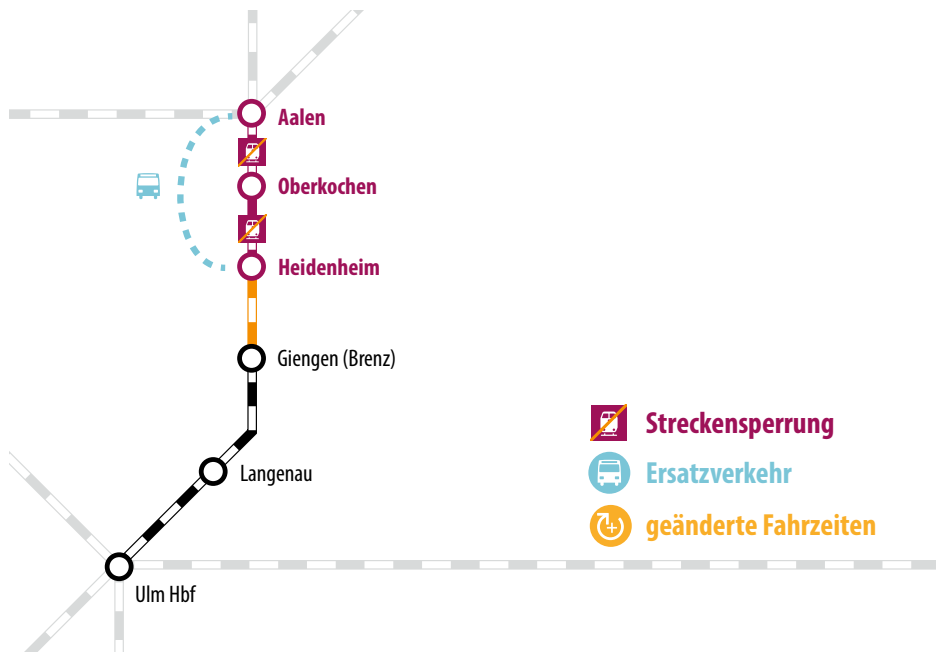 Aalen
Oberkochen
Heidenheim
Giengen (Brenz)
Langenau
Ulm Hbf
Streckensperrung
Ersatzverkehr
geänderte Fahrzeiten